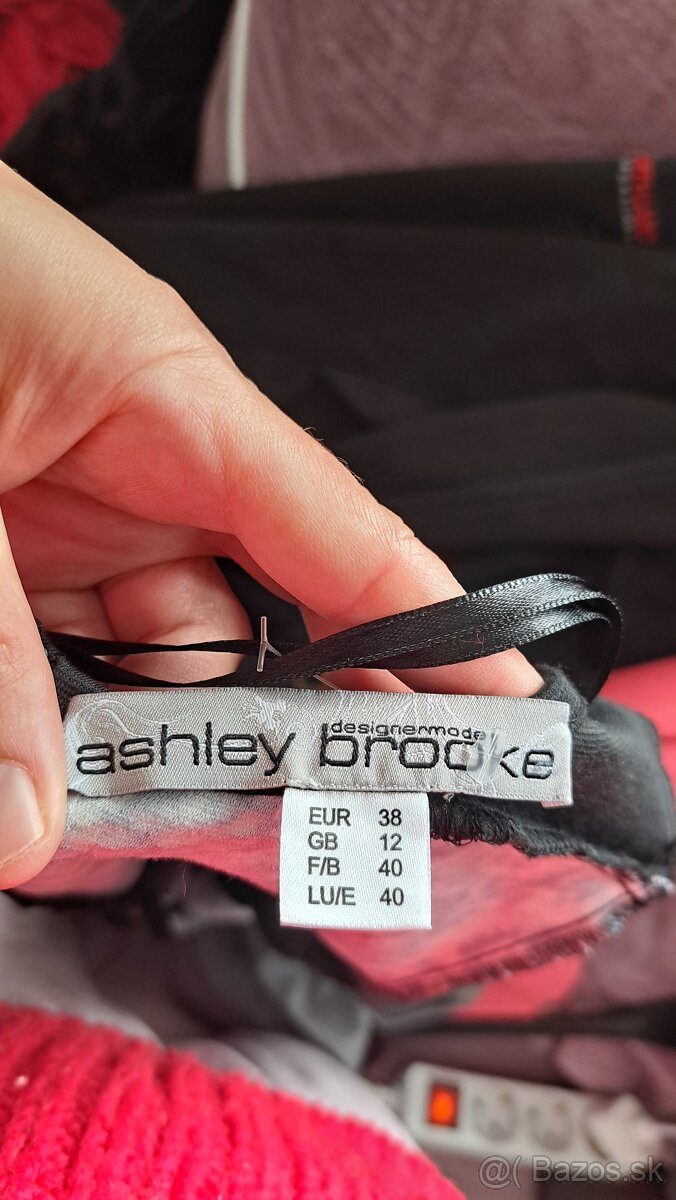 designermode
ashley brooke
EUR 38
GB 12
F/B 40
LU/E 40
@( Bazos.sk